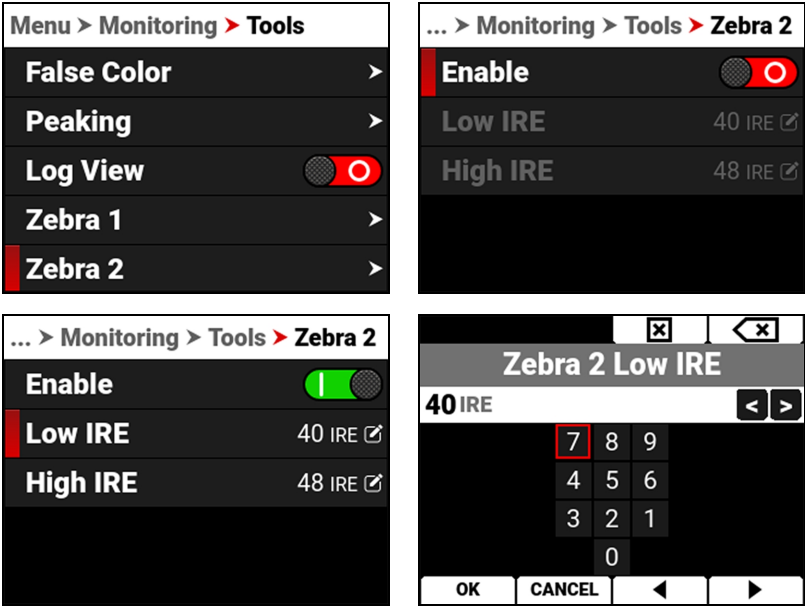 Menu > Monitoring > Tools
False Color >
Peaking >
Log View
Zebra 1 >
Zebra 2 >
... > Monitoring > Tools > Zebra 2
Enable
Low IRE 40 IRE
High IRE 48 IRE
... > Monitoring > Tools > Zebra 2
Enable
Low IRE 40 IRE
High IRE 48 IRE
Zebra 2 Low IRE
40 IRE < >
7 8 9
4 5 6
3 2 1
0
OK CANCEL ◀ ▶